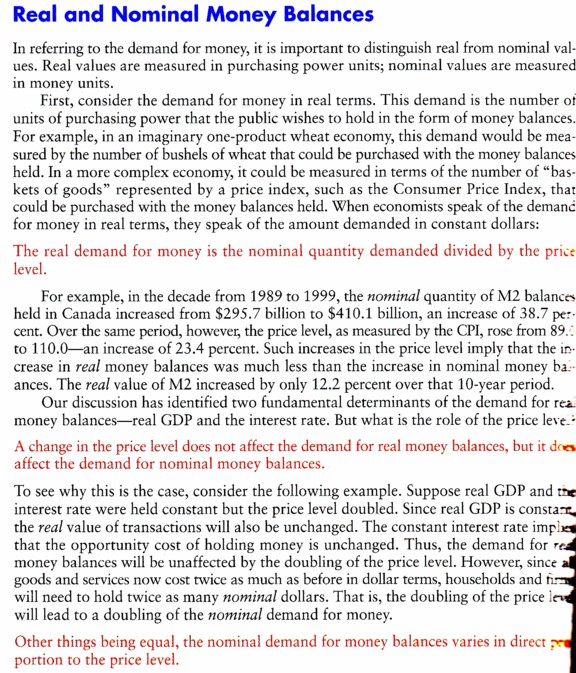 Real and Nominal Money Balances
In referring to the demand for money, it is important to distinguish real from nominal val-
ues. Real values are measured in purchasing power units; nominal values are measured
in money units.
First, consider the demand for money in real terms. This demand is the number of
units of purchasing power that the public wishes to hold in the form of money balances.
For example, in an imaginary one-product wheat economy, this demand would be mea-
sured by the number of bushels of wheat that could be purchased with the money balances
held. In a more complex economy, it could be measured in terms of the number of "bas-
kets of goods" represented by a price index, such as the Consumer Price Index, that
could be purchased with the money balances held. When economists speak of the demand
for money in real terms, they speak of the amount demanded in constant dollars:
The real demand for money is the nominal quantity demanded divided by the price
level.
For example, in the decade from 1989 to 1999, the nominal quantity of M2 balances
held in Canada increased from $295.7 billion to $410.1 billion, an increase of 38.7 per-
cent. Over the same period, however, the price level, as measured by the CPI, rose from
to 110.0—an increase of 23.4 percent. Such increases in the price level imply that the in-
crease in real money balances was much less than the increase in nominal money bal-
ances. The real value of M2 increased by only 12.2 percent over that 10-year period.
Our discussion has identified two fundamental determinants of the demand for real
money balances—real GDP and the interest rate. But what is the role of the price
A change in the price level does not affect the demand for real money balances, but it does
affect the demand for nominal money balances.
To see why this is the case, consider the following example. Suppose real GDP and the
interest rate were held constant but the price level doubled. Since real GDP is constant,
the real value of transactions will also be unchanged. The constant interest rate implies
that the opportunity cost of holding money is unchanged. Thus, the demand for real
money balances will be unaffected by the doubling of the price level. However, since
goods and services now cost twice as much as before in dollar terms, households and
will need to hold twice as many nominal dollars. That is, the doubling of the price
will lead to a doubling of the nominal demand for money.
Other things being equal, the nominal demand for money balances varies in direct
portion to the price level.